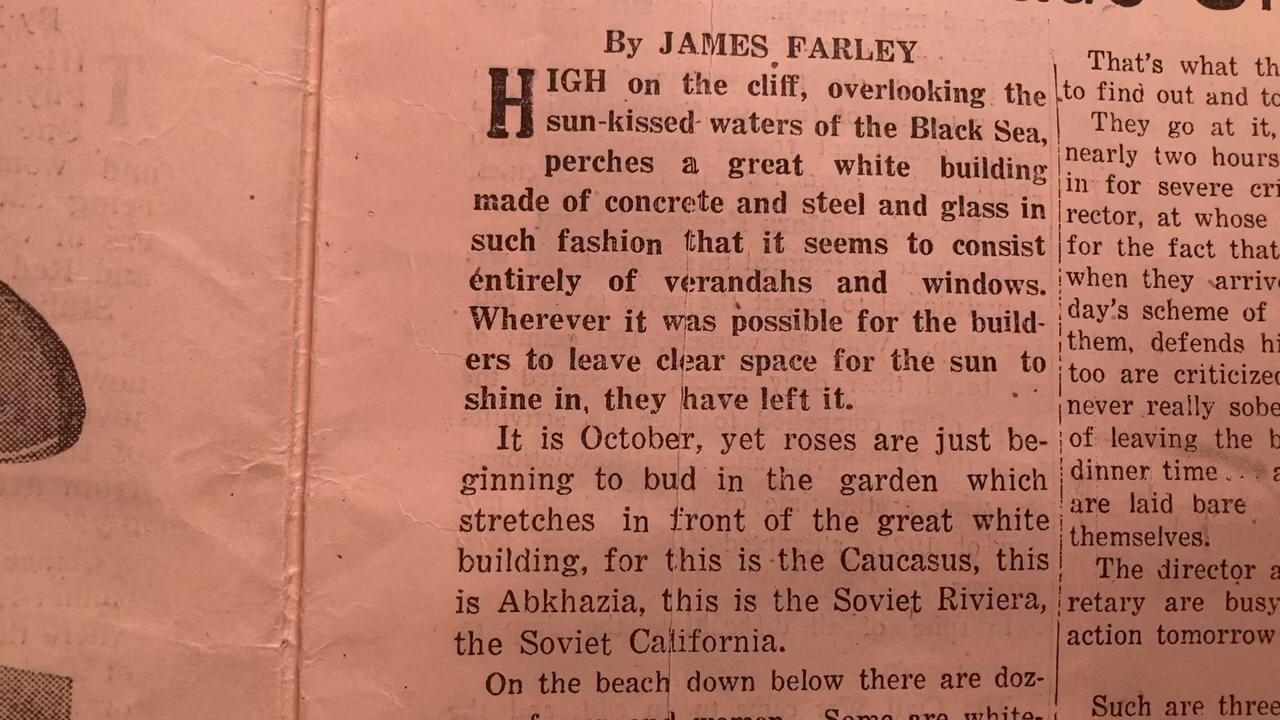 By JAMES FARLEY
HIGH on the cliff, overlooking the
sun-kissed waters of the Black Sea,
perches a great white building
made of concrete and steel and glass in
such fashion that it seems to consist
entirely of verandahs and windows.
Wherever it was possible for the build-
ers to leave clear space for the sun to
shine in, they have left it.
It is October, yet roses are just be-
ginning to bud in the garden which
stretches in front of the great white
building, for this is the Caucasus, this
is Abkhazia, this is the Soviet Riviera,
the Soviet California.
On the beach down below there are doz-
and women. Some are white-
That's what
to find out and
They go at it,
nearly two hours
in for severe
rector, at whose
for the fact that
when they
day's scheme of
them, defends
too are
never really
of leaving the
dinner time . . .
are laid bare
themselves.
The director
retary are busy
action tomorrow
Such are three